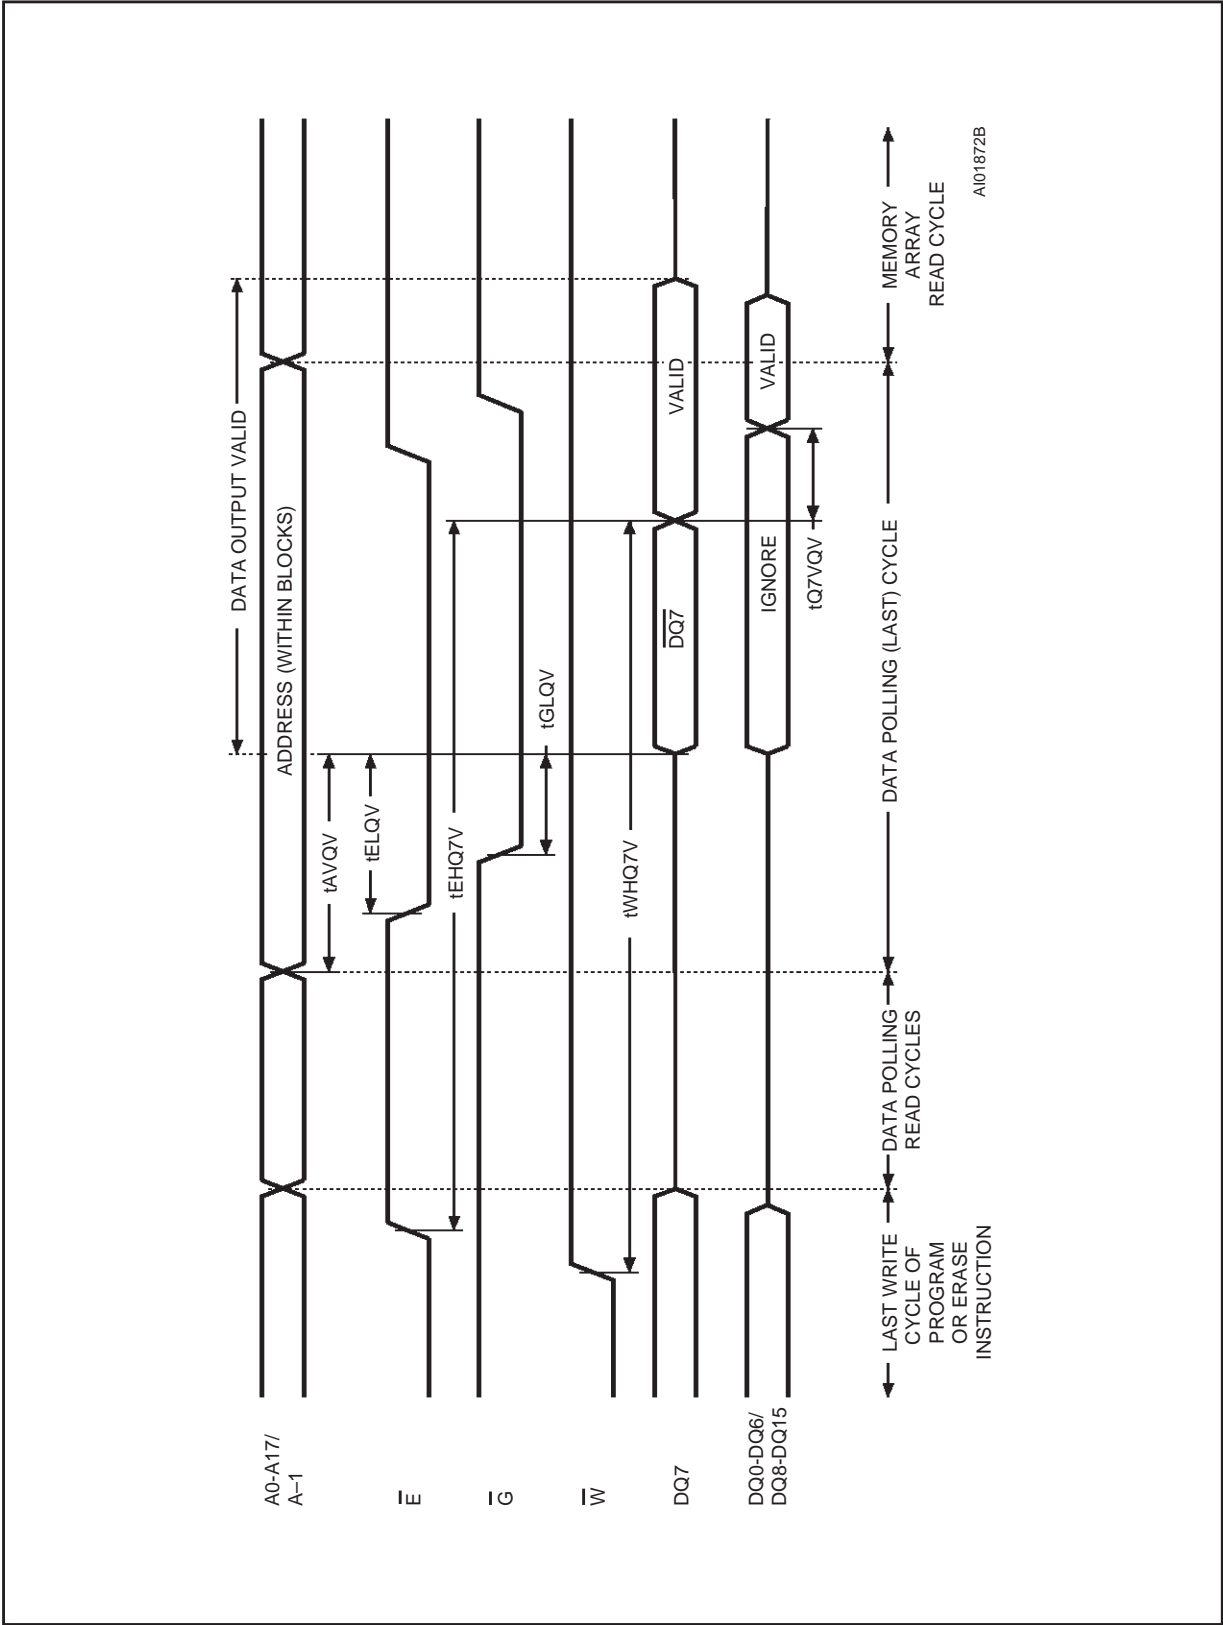 DATA OUTPUT VALID
A0-A17/
A–1
ADDRESS (WITHIN BLOCKS)
tAVQV
tELQV
E
tEHQ7V
G
tGLQV
W
tWHQ7V
DQ7
DQ7
VALID
DQ0-DQ6/
DQ8-DQ15
IGNORE
VALID
tQ7VQV
LAST WRITE
CYCLE OF
PROGRAM
OR ERASE
INSTRUCTION
DATA POLLING
READ CYCLES
DATA POLLING (LAST) CYCLE
MEMORY
ARRAY
READ CYCLE
AI01872B